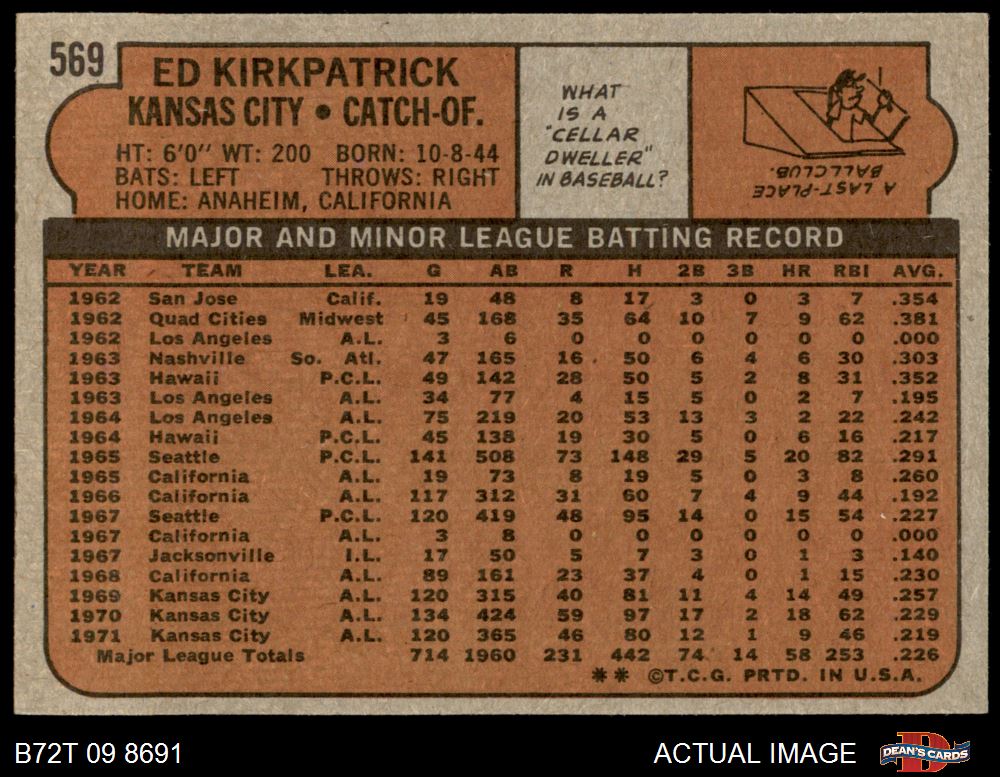 569
ED KIRKPATRICK
KANSAS CITY • CATCH-OF.
HT: 6'0" WT: 200 BORN: 10-8-44
BATS: LEFT THROWS: RIGHT
HOME: ANAHEIM, CALIFORNIA
WHAT
IS A
"CELLAR
DWELLER"
IN BASEBALL?
A LAST-PLACE
BALLCLUB.
MAJOR AND MINOR LEAGUE BATTING RECORD
YEAR TEAM LEA. G AB R H 2B 3B HR RBI AVG.
1962 San Jose Calif. 19 48 8 17 3 0 3 7 .354
1962 Quad Cities Midwest 45 168 35 64 10 7 9 62 .381
1962 Los Angeles A.L. 3 6 0 0 0 0 0 0 .000
1963 Nashville So. Atl. 47 165 16 50 6 4 6 30 .303
1963 Hawaii P.C.L. 49 142 28 50 5 2 8 31 .352
1963 Los Angeles A.L. 34 77 4 15 5 0 2 7 .195
1964 Los Angeles A.L. 75 219 20 53 13 3 2 22 .242
1964 Hawaii P.C.L. 45 138 19 30 5 0 6 16 .217
1965 Seattle P.C.L. 141 508 73 148 29 5 20 82 .291
1965 California A.L. 19 73 8 19 5 0 3 8 .260
1966 California A.L. 117 312 31 60 7 4 9 44 .192
1967 Seattle P.C.L. 120 419 48 95 14 0 15 54 .227
1967 California A.L. 3 8 0 0 0 0 0 0 .000
1967 Jacksonville I.L. 17 50 5 7 3 0 1 3 .140
1968 California A.L. 89 161 23 37 4 0 1 15 .230
1969 Kansas City A.L. 120 315 40 81 11 4 14 49 .257
1970 Kansas City A.L. 134 424 59 97 17 2 18 62 .229
1971 Kansas City A.L. 120 365 46 80 12 1 9 46 .219
Major League Totals 714 1960 231 442 74 14 58 253 .226
** ©T.C.G. PRTD. IN U.S.A.
B72T 09 8691 ACTUAL IMAGE DEAN'S CARDS